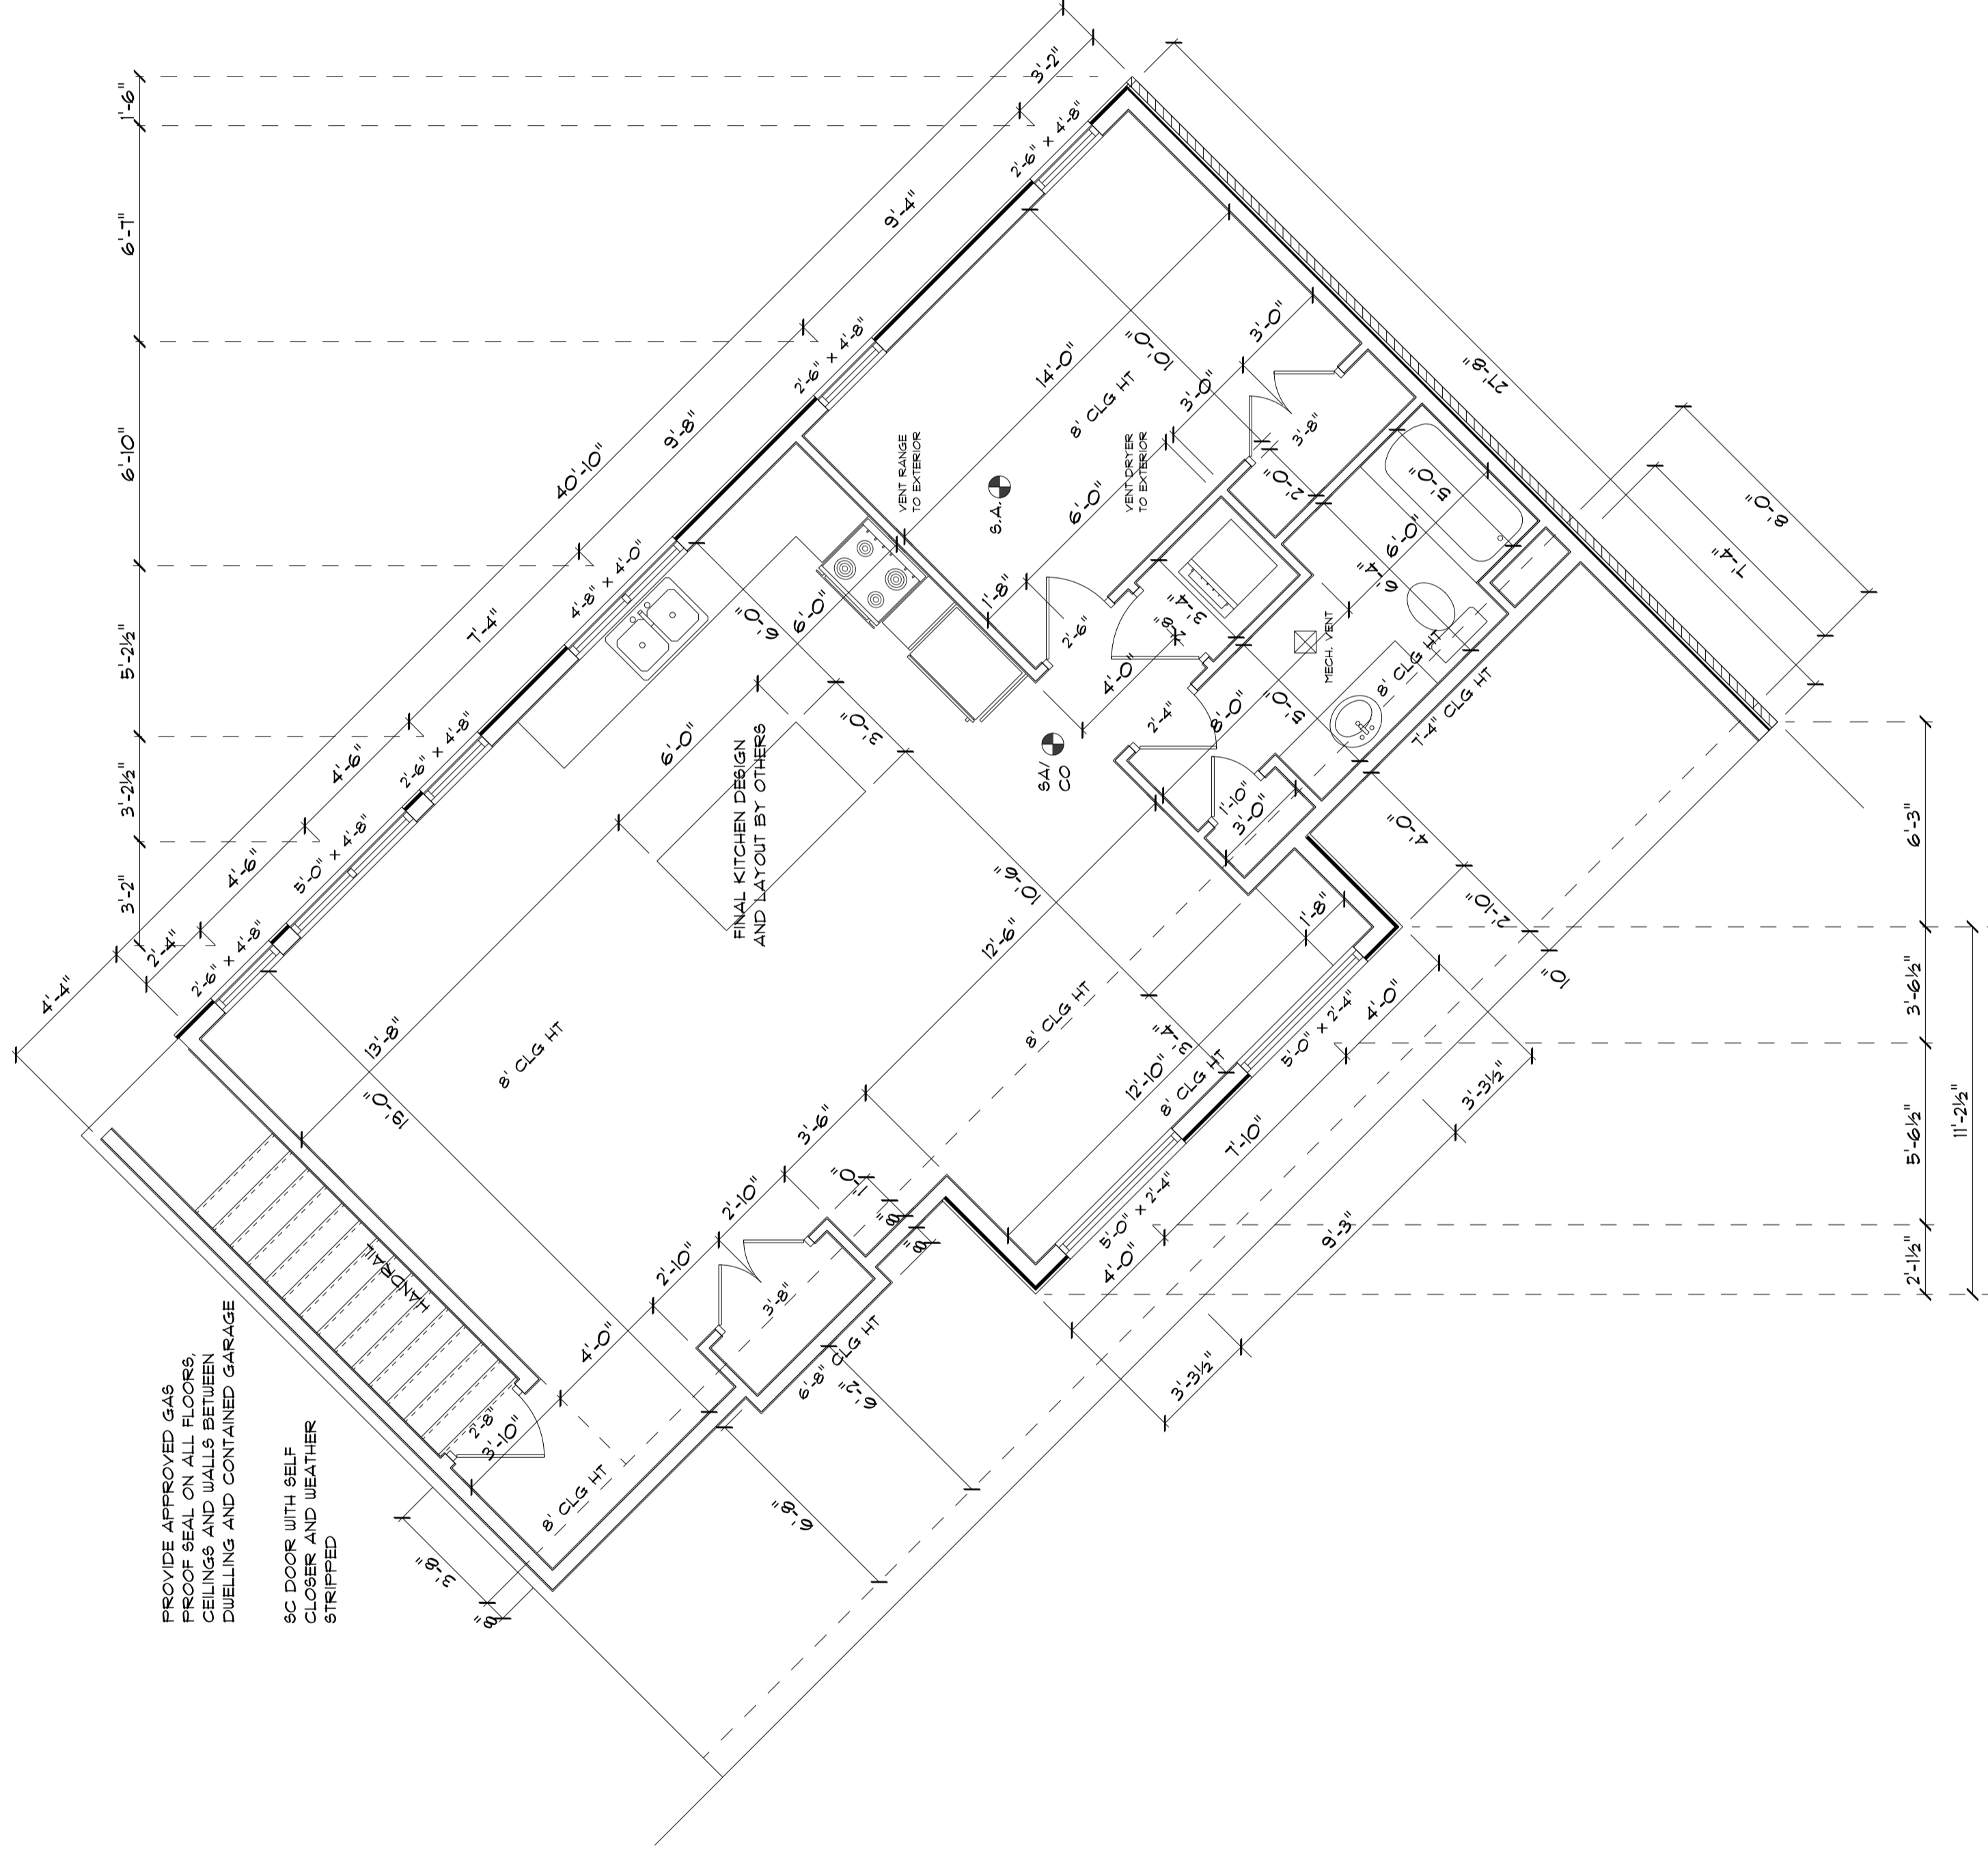 1'-6"
6'-7"
6'-10"
5'-2½"
3'-2½"
3'-2"
3'-2"
9'-4"
9'-8"
7'-4"
4'-6"
4'-6"
2'-4"
40'-10"
4'-4"
2'-6" x 4'-8"
2'-6" x 4'-8"
4'-8" x 4'-0"
2'-6" x 4'-8"
5'-0" x 4'-8"
2'-6" x 4'-8"
27'-8"
8'-0"
7'-4"
14'-0"
10'-0"
8' CLG HT
3'-0"
3'-0"
3'-8"
VENT RANGE
TO EXTERIOR
S.A.
VENT DRYER
TO EXTERIOR
6'-0"
1'-8"
2'-0"
5'-0"
6'-0"
6'-4"
3'-4"
2'-8"
2'-6"
4'-0"
MECH. VENT
8' CLG HT
7'-4" CLG HT
5'-0"
8'-0"
2'-4"
1'-10"
3'-0"
6'-0"
6'-0"
6'-0"
3'-0"
SA/
CO
FINAL KITCHEN DESIGN
AND LAYOUT BY OTHERS
10'-6"
12'-6"
13'-8"
19'-0"
8' CLG HT
8' CLG HT
3'-4"
12'-10"
8' CLG HT
1'-8"
4'-0"
2'-10"
10"
5'-0" x 2'-4"
4'-0"
7'-10"
5'-0" x 2'-4"
4'-0"
3'-3½"
9'-3"
3'-3½"
3'-6"
2'-10"
2'-10"
4'-0"
1'-0"
8"
8"
3'-8"
6'-8" CLG HT
6'-2"
6'-8"
HANDRAIL
2'-8"
3'-10"
8' CLG HT
3'-8"
8"
PROVIDE APPROVED GAS
PROOF SEAL ON ALL FLOORS,
CEILINGS AND WALLS BETWEEN
DWELLING AND CONTAINED GARAGE
SC DOOR WITH SELF
CLOSER AND WEATHER
STRIPPED
6'-3"
3'-6½"
5'-6½"
2'-1½"
11'-2½"